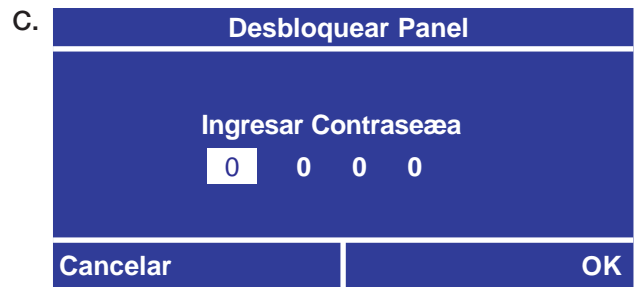 C. Desbloquear Panel
Ingresar Contraseæa
0 0 0 0
Cancelar OK